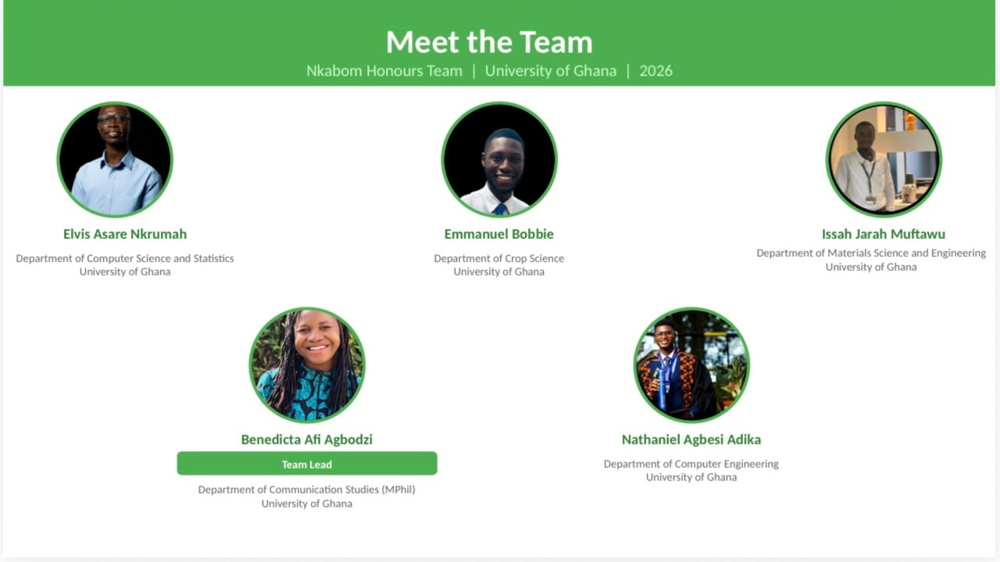 Meet the Team
Nkabom Honours Team | University of Ghana | 2026
Elvis Asare Nkrumah
Department of Computer Science and Statistics
University of Ghana
Emmanuel Bobbie
Department of Crop Science
University of Ghana
Issah Jarah Muftawu
Department of Materials Science and Engineering
University of Ghana
Benedicta Afi Agbodzi
Team Lead
Department of Communication Studies (MPhil)
University of Ghana
Nathaniel Agbesi Adika
Department of Computer Engineering
University of Ghana